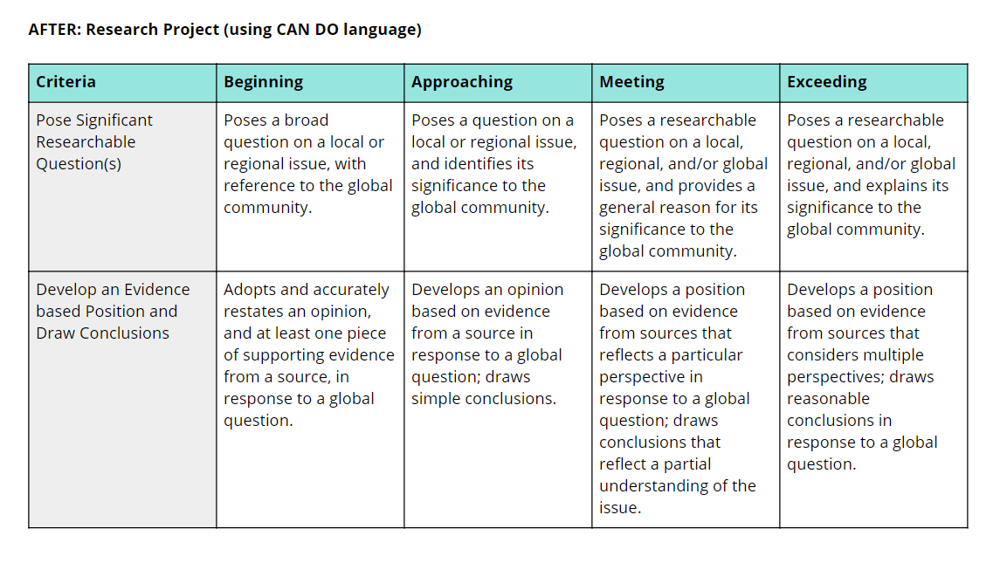 AFTER: Research Project (using CAN DO language)
Criteria
Beginning
Approaching
Meeting
Exceeding
Pose Significant
Researchable
Question(s)
Poses a broad
question on a local or
regional issue, with
reference to the global
community.
Poses a question on a
local or regional issue,
and identifies its
significance to the
global community.
Poses a researchable
question on a local,
regional, and/or global
issue, and provides a
general reason for its
significance to the
global community.
Poses a researchable
question on a local,
regional, and/or global
issue, and explains its
significance to the
global community.
Develop an Evidence
based Position and
Draw Conclusions
Adopts and accurately
restates an opinion,
and at least one piece
of supporting evidence
from a source, in
response to a global
question.
Develops an opinion
based on evidence
from a source in
response to a global
question; draws
simple conclusions.
Develops a position
based on evidence
from sources that
reflects a particular
perspective in
response to a global
question; draws
conclusions that
reflect a partial
understanding of the
issue.
Develops a position
based on evidence
from sources that
considers multiple
perspectives; draws
reasonable
conclusions in
response to a global
question.